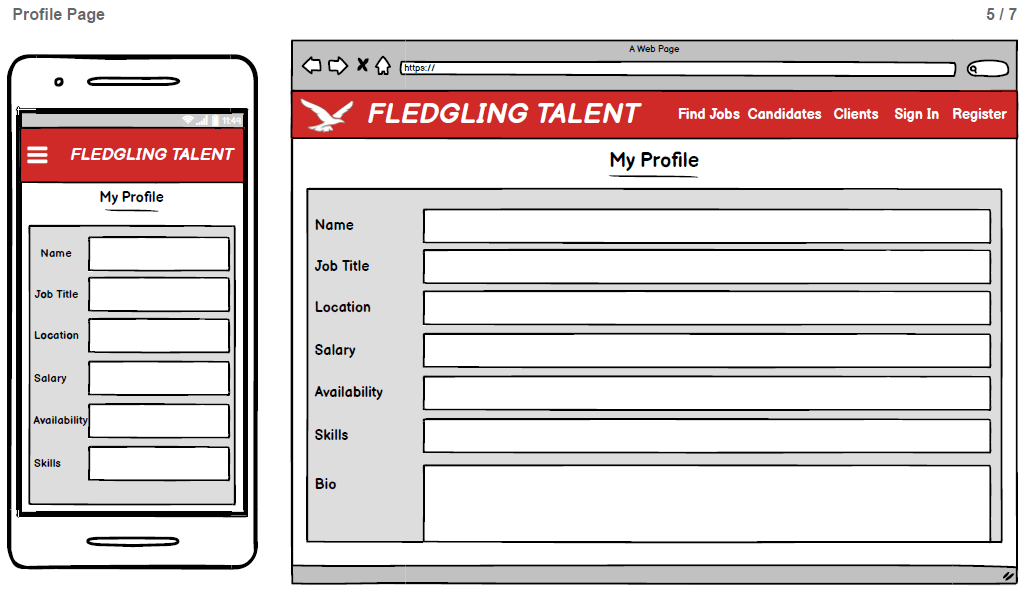 Profile Page
5 / 7
11:49
FLEDGLING TALENT
My Profile
Name
Job Title
Location
Salary
Availability
Skills
A Web Page
https://
FLEDGLING TALENT
Find Jobs Candidates Clients Sign In Register
My Profile
Name
Job Title
Location
Salary
Availability
Skills
Bio